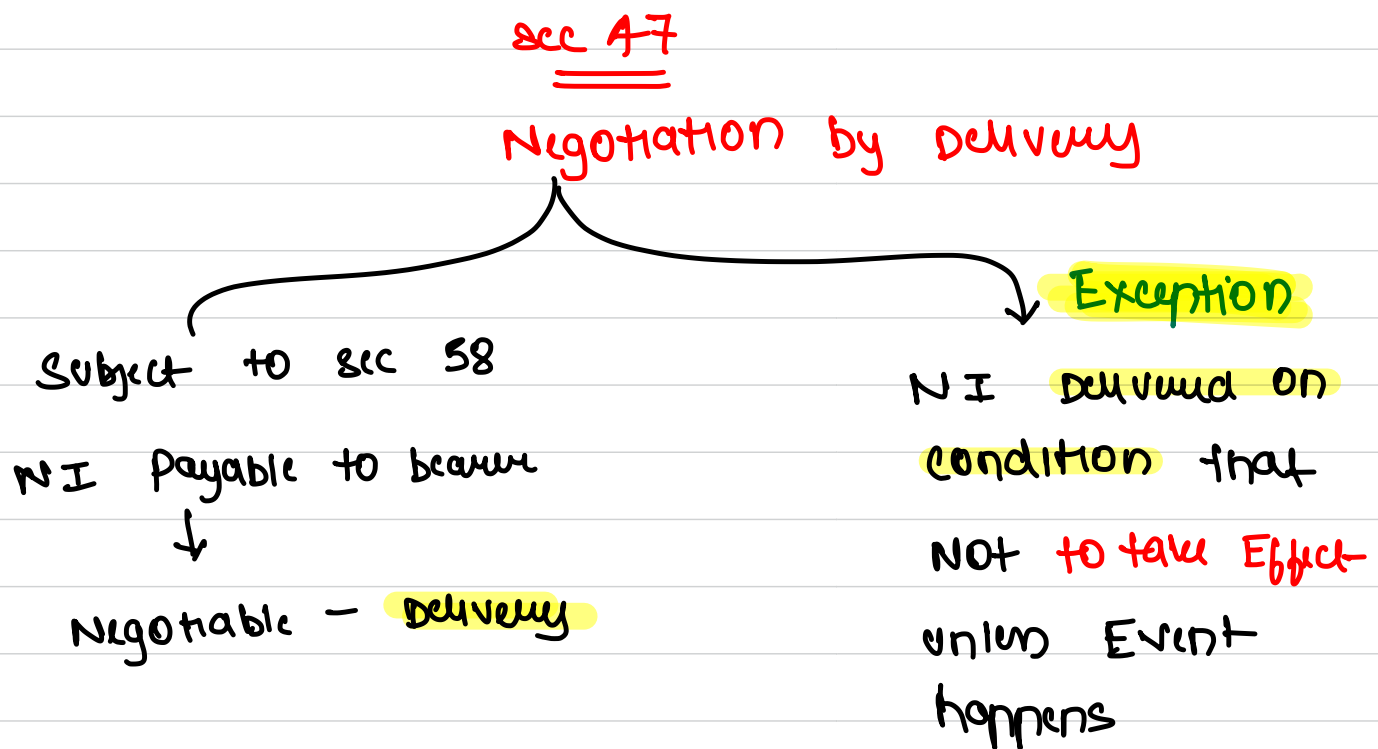 Sec 47
Negotiation by Delivery
Exception
Subject to sec 58
NI Payable to bearer
Negotiable - Delivery
NI Delivered on
condition that
NOT to take Effect
unless Event
happens